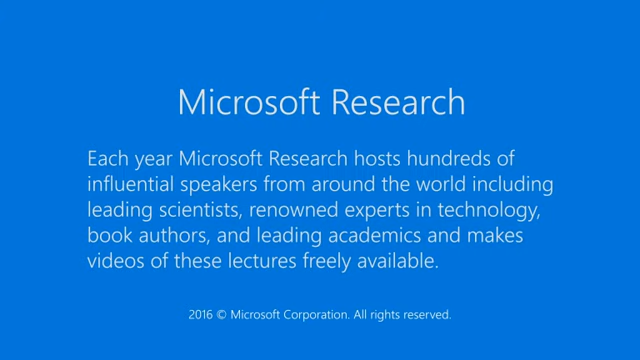 Microsoft Research
Each year Microsoft Research hosts hundreds of
influential speakers from around the world including
leading scientists, renowned experts in technology,
book authors, and leading academics and makes
videos of these lectures freely available.
2016 © Microsoft Corporation. All rights reserved.